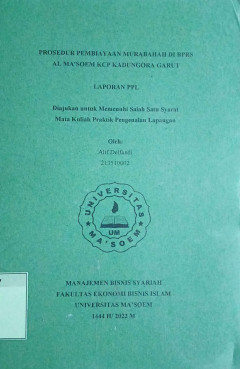 PROSEDUR PEMBIAYAAN MURABAHAH DI BPRS
AL MA'SOEM KCP KADUNGORA GARUT
LAPORAN PPL
Diajukan untuk Memenuhi Salah Satu Syarat
Mata Kuliah Praktik Pengenalan Lapangan
Oleh:
UNIVERSITAS
UM
MA'SOEM
MANAJEMEN BISNIS SYARIAH
FAKULTAS EKONOMI BISNIS ISLAM
UNIVERSITAS MA'SOEM
1444 H/ 2022 M